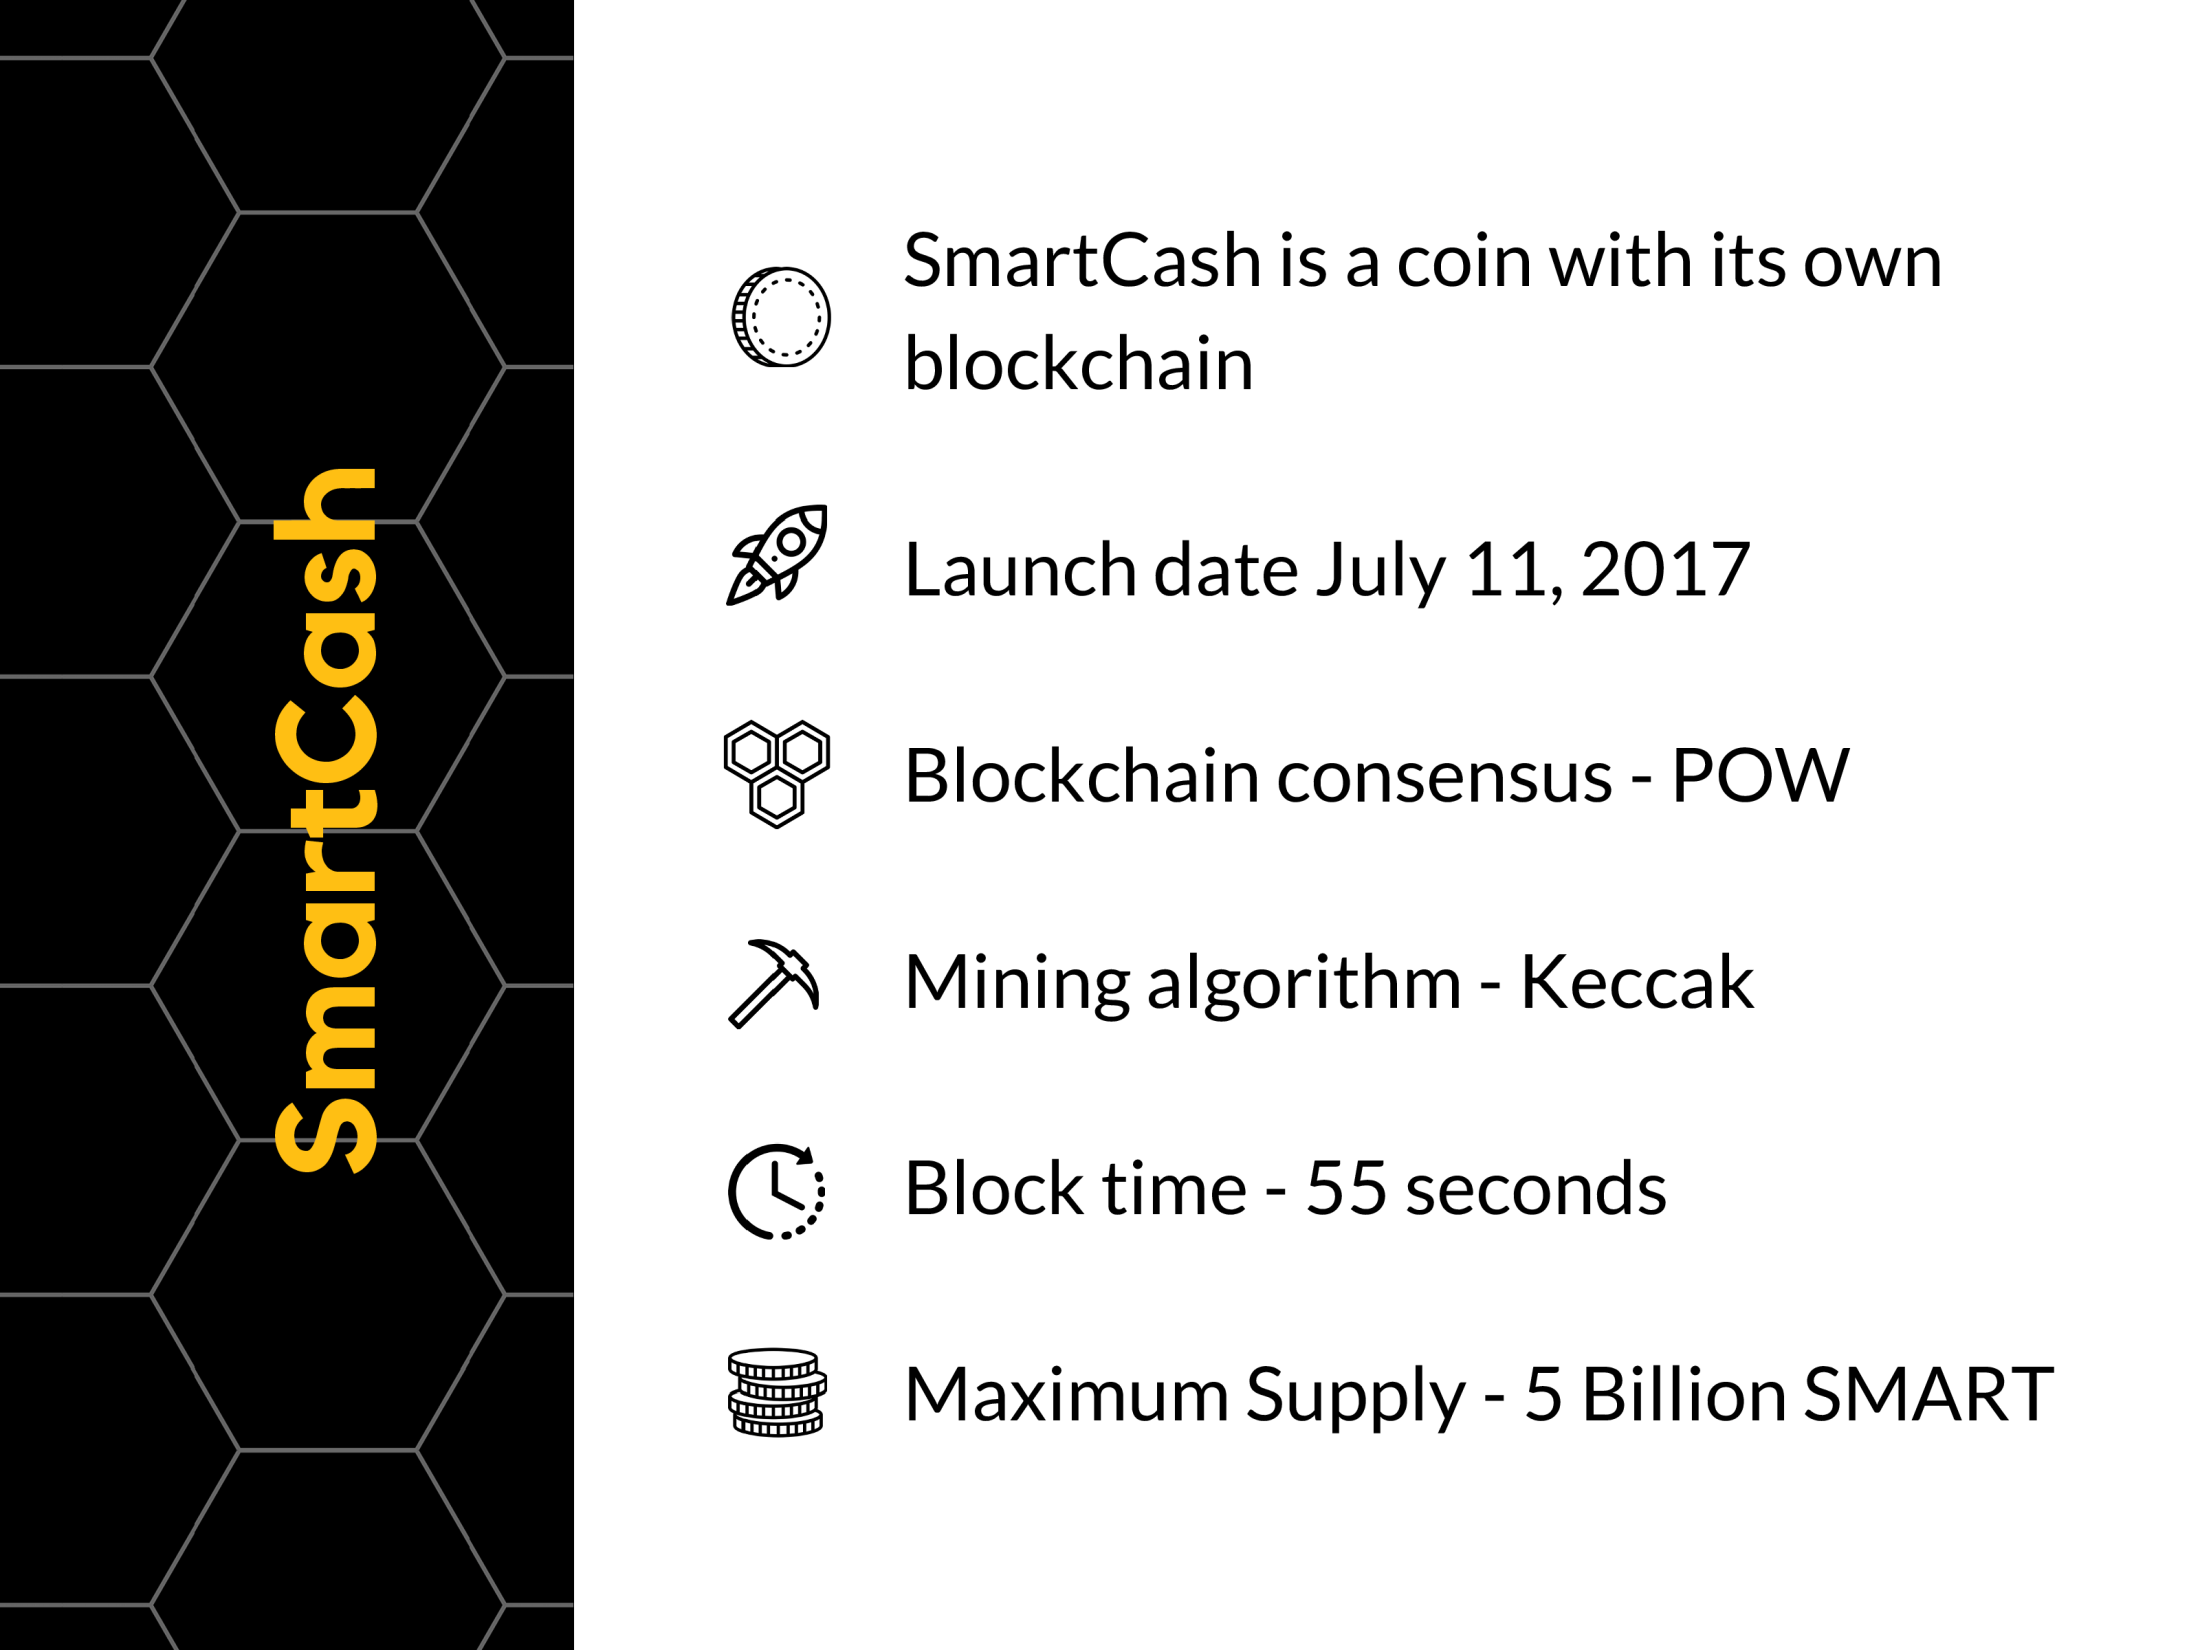 SmartCash
SmartCash is a coin with its own
blockchain
Launch date July 11, 2017
Blockchain consensus - POW
Mining algorithm - Keccak
Block time - 55 seconds
Maximum Supply - 5 Billion SMART